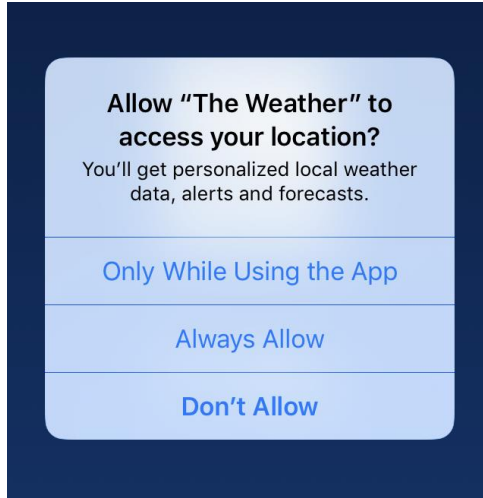 Allow “The Weather” to
access your location?
You’ll get personalized local weather
data, alerts and forecasts.
Only While Using the App
Always Allow
Don’t Allow